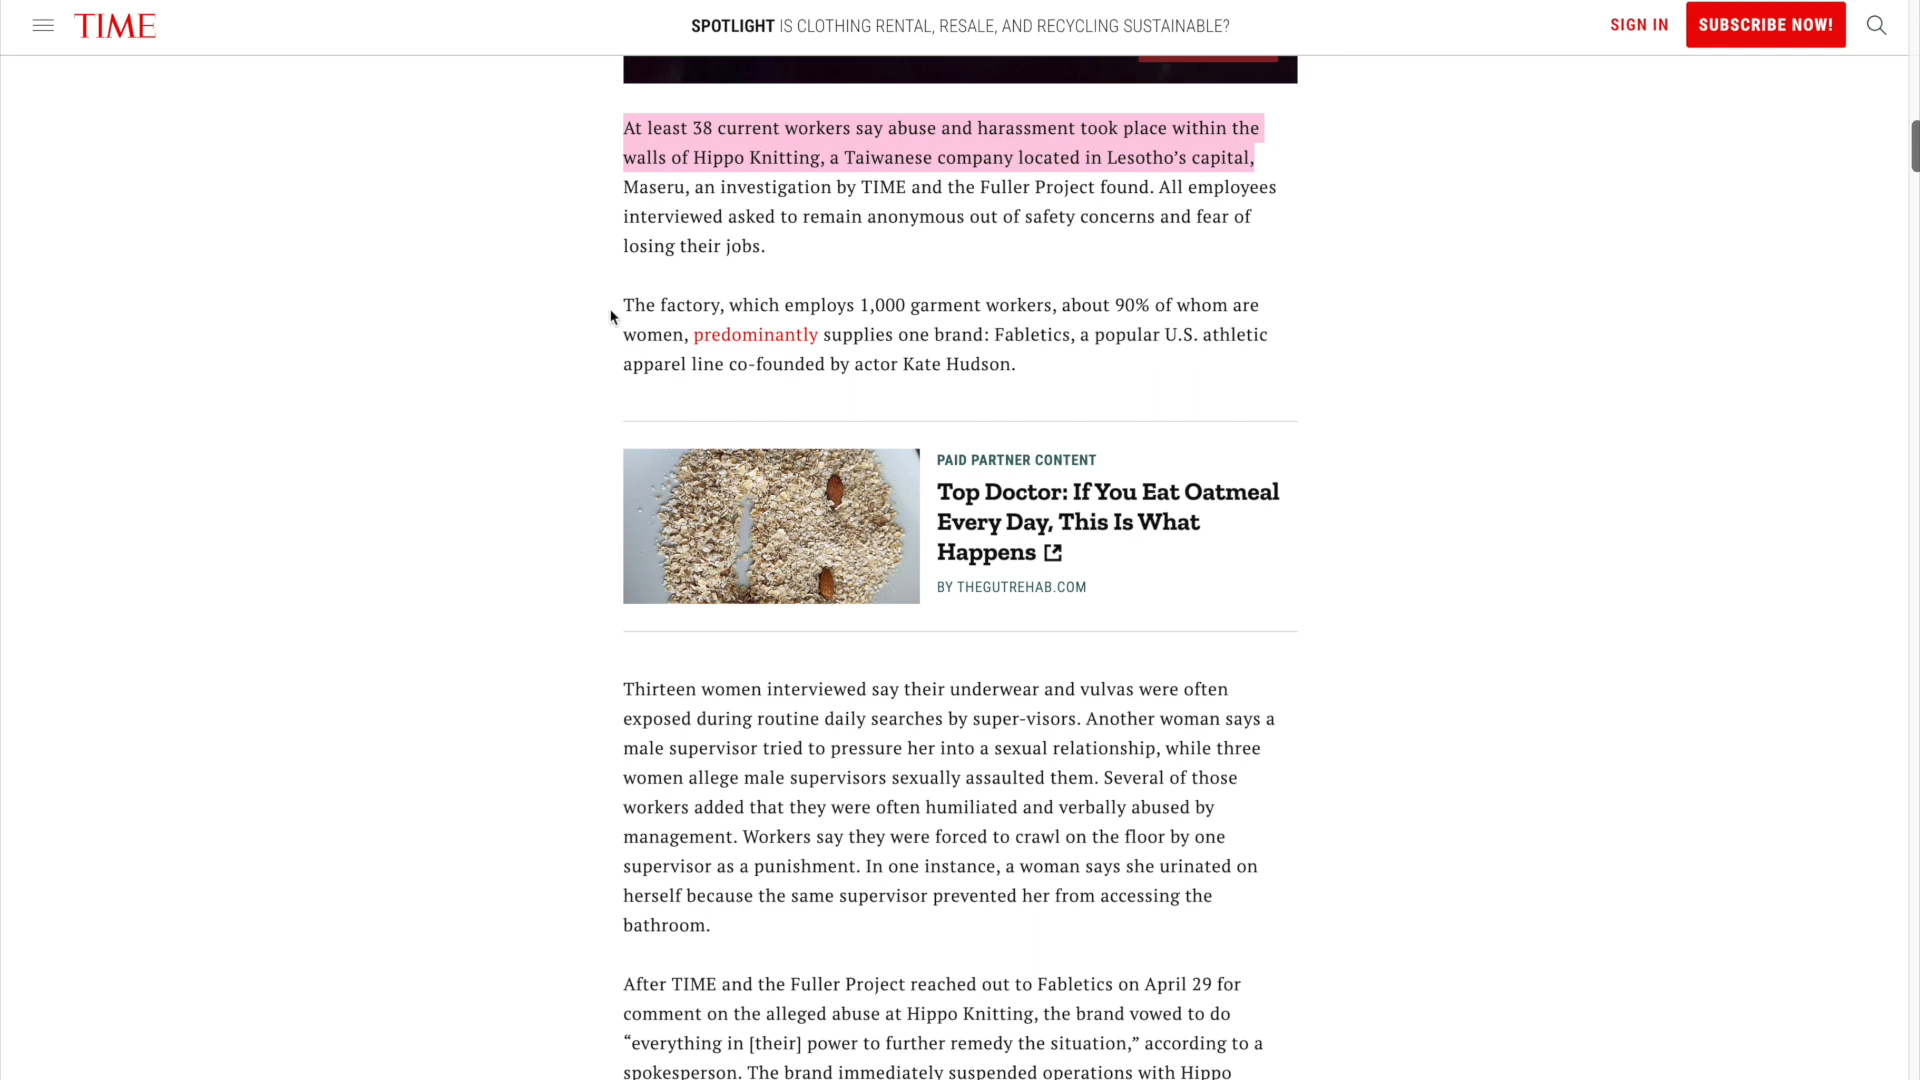 TIME
SPOTLIGHT IS CLOTHING RENTAL, RESALE, AND RECYCLING SUSTAINABLE?
SIGN IN
SUBSCRIBE NOW!
At least 38 current workers say abuse and harassment took place within the
walls of Hippo Knitting, a Taiwanese company located in Lesotho’s capital,
Maseru, an investigation by TIME and the Fuller Project found. All employees
interviewed asked to remain anonymous out of safety concerns and fear of
losing their jobs.
The factory, which employs 1,000 garment workers, about 90% of whom are
women, predominantly supplies one brand: Fabletics, a popular U.S. athletic
apparel line co-founded by actor Kate Hudson.
PAID PARTNER CONTENT
Top Doctor: If You Eat Oatmeal
Every Day, This Is What
Happens
BY THEGUTREHAB.COM
Thirteen women interviewed say their underwear and vulvas were often
exposed during routine daily searches by super-visors. Another woman says a
male supervisor tried to pressure her into a sexual relationship, while three
women allege male supervisors sexually assaulted them. Several of those
workers added that they were often humiliated and verbally abused by
management. Workers say they were forced to crawl on the floor by one
supervisor as a punishment. In one instance, a woman says she urinated on
herself because the same supervisor prevented her from accessing the
bathroom.
After TIME and the Fuller Project reached out to Fabletics on April 29 for
comment on the alleged abuse at Hippo Knitting, the brand vowed to do
“everything in [their] power to further remedy the situation,” according to a
spokesperson. The brand immediately suspended operations with Hippo